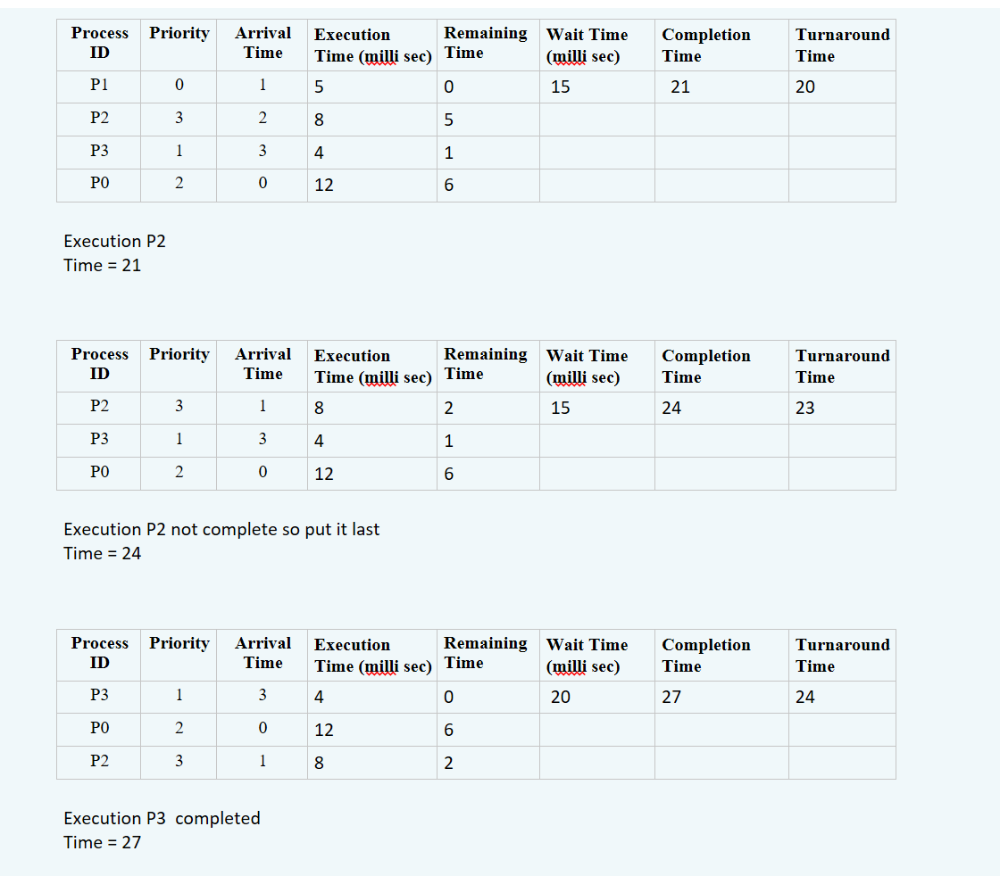 Process ID Priority Arrival Time Execution Time (milli sec) Remaining Time Wait Time (milli sec) Completion Time Turnaround Time
P1 0 1 5 0 15 21 20
P2 3 2 8 5
P3 1 3 4 1
P0 2 0 12 6
Execution P2
Time = 21
Process ID Priority Arrival Time Execution Time (milli sec) Remaining Time Wait Time (milli sec) Completion Time Turnaround Time
P2 3 1 8 2 15 24 23
P3 1 3 4 1
P0 2 0 12 6
Execution P2 not complete so put it last
Time = 24
Process ID Priority Arrival Time Execution Time (milli sec) Remaining Time Wait Time (milli sec) Completion Time Turnaround Time
P3 1 3 4 0 20 27 24
P0 2 0 12 6
P2 3 1 8 2
Execution P3 completed
Time = 27